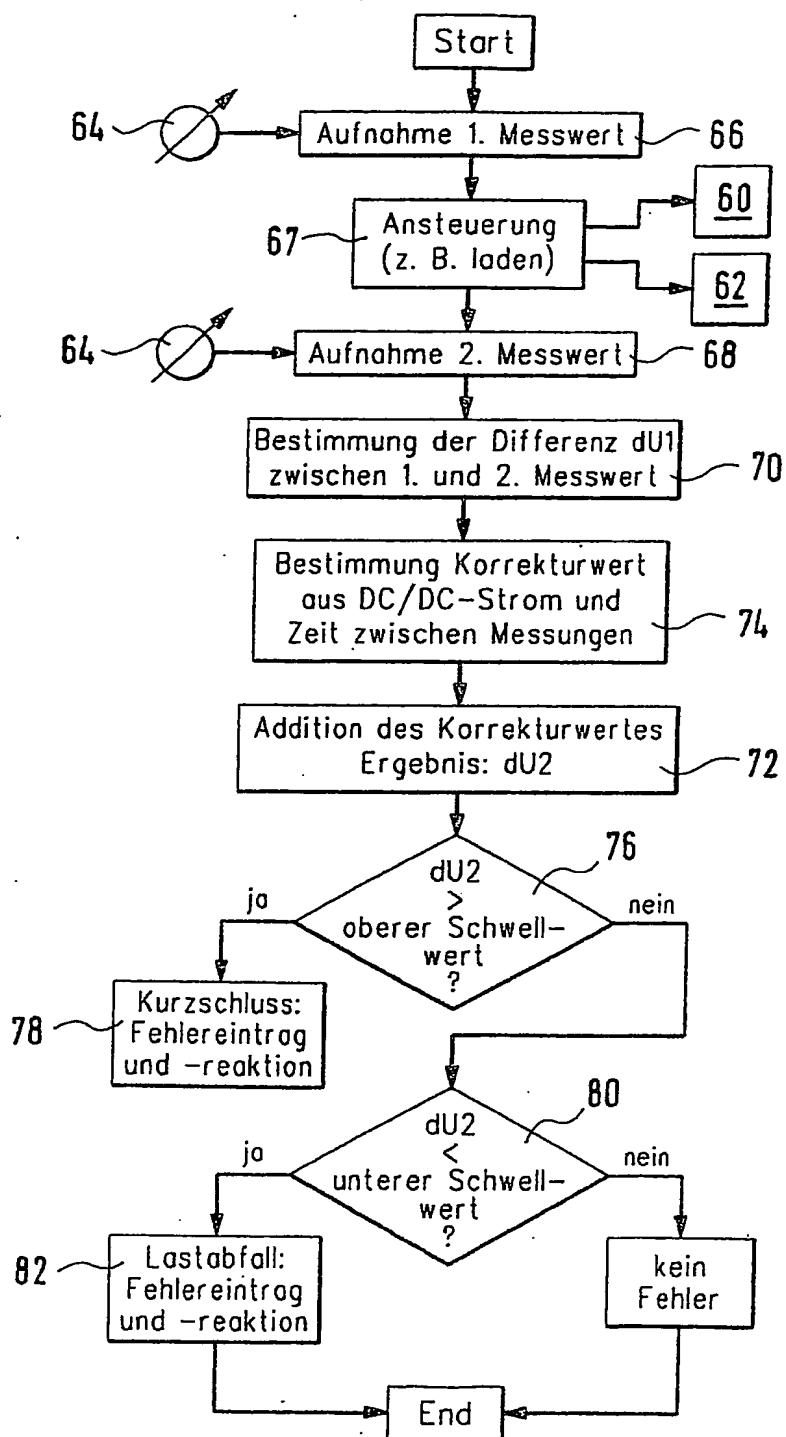 Start
64
Aufnahme 1. Messwert
66
67
Ansteuerung
(z. B. laden)
60
62
64
Aufnahme 2. Messwert
68
Bestimmung der Differenz dU1
zwischen 1. und 2. Messwert
70
Bestimmung Korrekturwert
aus DC/DC-Strom und
Zeit zwischen Messungen
74
Addition des Korrekturwertes
Ergebnis: dU2
72
76
dU2
>
oberer Schwell-
wert
?
ja
nein
78
Kurzschluss:
Fehlereintrag
und -reaktion
80
dU2
<
unterer Schwell-
wert
?
ja
nein
82
Lastabfall:
Fehlereintrag
und -reaktion
kein
Fehler
End